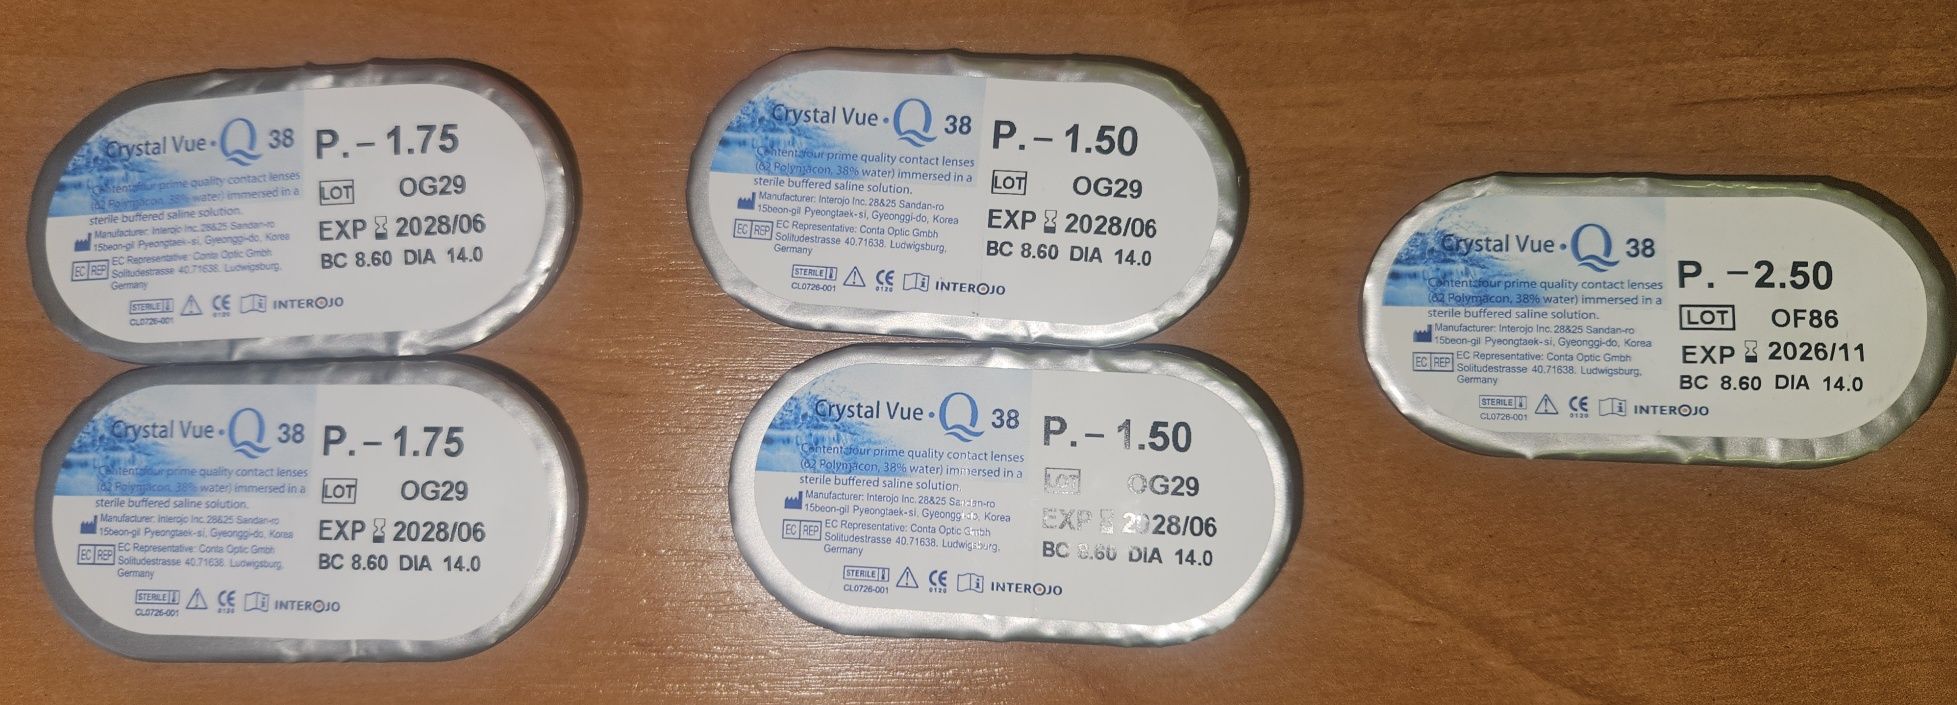 Crystal Vue • Q 38
Content: four prime quality contact lenses
(62 Polymacon, 38% water) immersed in a
sterile buffered saline solution.
Manufacturer: Interojo Inc. 28&25 Sandan-ro
15beon-gil Pyeongtaek-si, Gyeonggi-do, Korea
EC REP EC Representative: Conta Optic Gmbh
Solitudestrasse 40.71638. Ludwigsburg,
Germany
STERILE
CL0726-001
CE
0120
INTEROJO
P. – 1.75
LOT OG29
EXP 2028/06
BC 8.60 DIA 14.0
Crystal Vue • Q 38
Content: four prime quality contact lenses
(62 Polymacon, 38% water) immersed in a
sterile buffered saline solution.
Manufacturer: Interojo Inc. 28&25 Sandan-ro
15beon-gil Pyeongtaek-si, Gyeonggi-do, Korea
EC REP EC Representative: Conta Optic Gmbh
Solitudestrasse 40.71638. Ludwigsburg,
Germany
STERILE
CL0726-001
CE
0120
INTEROJO
P. – 1.50
LOT OG29
EXP 2028/06
BC 8.60 DIA 14.0
Crystal Vue • Q 38
Content: four prime quality contact lenses
(62 Polymacon, 38% water) immersed in a
sterile buffered saline solution.
Manufacturer: Interojo Inc. 28&25 Sandan-ro
15beon-gil Pyeongtaek-si, Gyeonggi-do, Korea
EC REP EC Representative: Conta Optic Gmbh
Solitudestrasse 40.71638. Ludwigsburg,
Germany
STERILE
CL0726-001
CE
0120
INTEROJO
P. – 2.50
LOT OF86
EXP 2026/11
BC 8.60 DIA 14.0
Crystal Vue • Q 38
Content: four prime quality contact lenses
(62 Polymacon, 38% water) immersed in a
sterile buffered saline solution.
Manufacturer: Interojo Inc. 28&25 Sandan-ro
15beon-gil Pyeongtaek-si, Gyeonggi-do, Korea
EC REP EC Representative: Conta Optic Gmbh
Solitudestrasse 40.71638. Ludwigsburg,
Germany
STERILE
CL0726-001
CE
0120
INTEROJO
P. – 1.75
LOT OG29
EXP 2028/06
BC 8.60 DIA 14.0
Crystal Vue • Q 38
Content: four prime quality contact lenses
(62 Polymacon, 38% water) immersed in a
sterile buffered saline solution.
Manufacturer: Interojo Inc. 28&25 Sandan-ro
15beon-gil Pyeongtaek-si, Gyeonggi-do, Korea
EC REP EC Representative: Conta Optic Gmbh
Solitudestrasse 40.71638. Ludwigsburg,
Germany
STERILE
CL0726-001
CE
0120
INTEROJO
P. – 1.50
LOT OG29
EXP 2028/06
BC 8.60 DIA 14.0